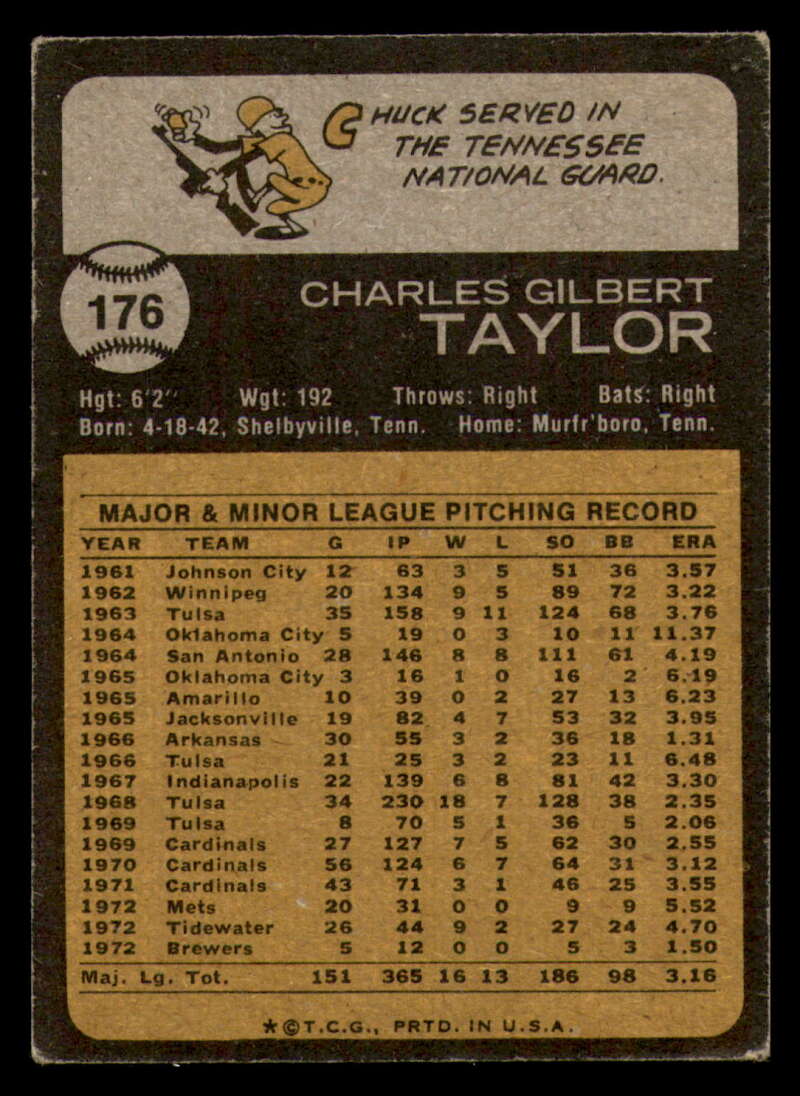 CHUCK SERVED IN
THE TENNESSEE
NATIONAL GUARD.
176
CHARLES GILBERT
TAYLOR
Hgt: 6'2" Wgt: 192 Throws: Right Bats: Right
Born: 4-18-42, Shelbyville, Tenn. Home: Murfr'boro, Tenn.
MAJOR & MINOR LEAGUE PITCHING RECORD
YEAR TEAM G IP W L SO BB ERA
1961 Johnson City 12 63 3 5 51 36 3.57
1962 Winnipeg 20 134 9 5 89 72 3.22
1963 Tulsa 35 158 9 11 124 68 3.76
1964 Oklahoma City 5 19 0 3 10 11 11.37
1964 San Antonio 28 146 8 8 111 61 4.19
1965 Oklahoma City 3 16 1 0 16 2 6.19
1965 Amarillo 10 39 0 2 27 13 6.23
1965 Jacksonville 19 82 4 7 53 32 3.95
1966 Arkansas 30 55 3 2 36 18 1.31
1966 Tulsa 21 25 3 2 23 11 6.48
1967 Indianapolis 22 139 6 8 81 42 3.30
1968 Tulsa 34 230 18 7 128 38 2.35
1969 Tulsa 8 70 5 1 36 5 2.06
1969 Cardinals 27 127 7 5 62 30 2.55
1970 Cardinals 56 124 6 7 64 31 3.12
1971 Cardinals 43 71 3 1 46 25 3.55
1972 Mets 20 31 0 0 9 9 5.52
1972 Tidewater 26 44 9 2 27 24 4.70
1972 Brewers 5 12 0 0 5 3 1.50
Maj. Lg. Tot. 151 365 16 13 186 98 3.16
★©T.C.G., PRTD. IN U.S.A.